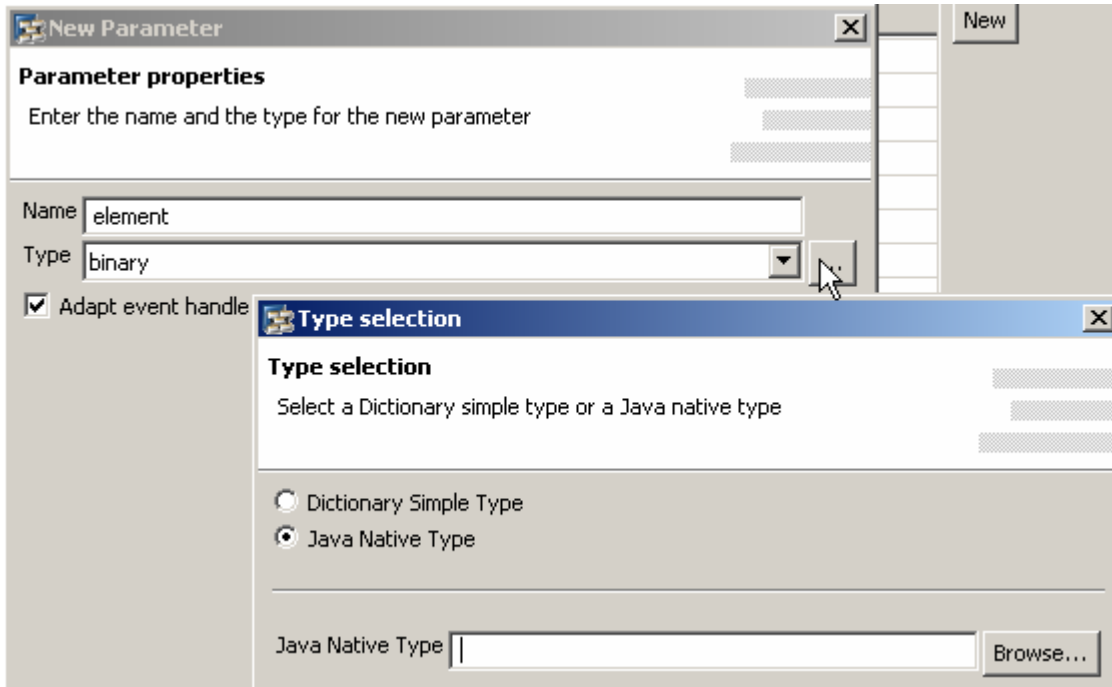 New Parameter
New
Parameter properties
Enter the name and the type for the new parameter
Name element
Type binary
...
Adapt event handle
Type selection
Type selection
Select a Dictionary simple type or a Java native type
Dictionary Simple Type
Java Native Type
Java Native Type
Browse...